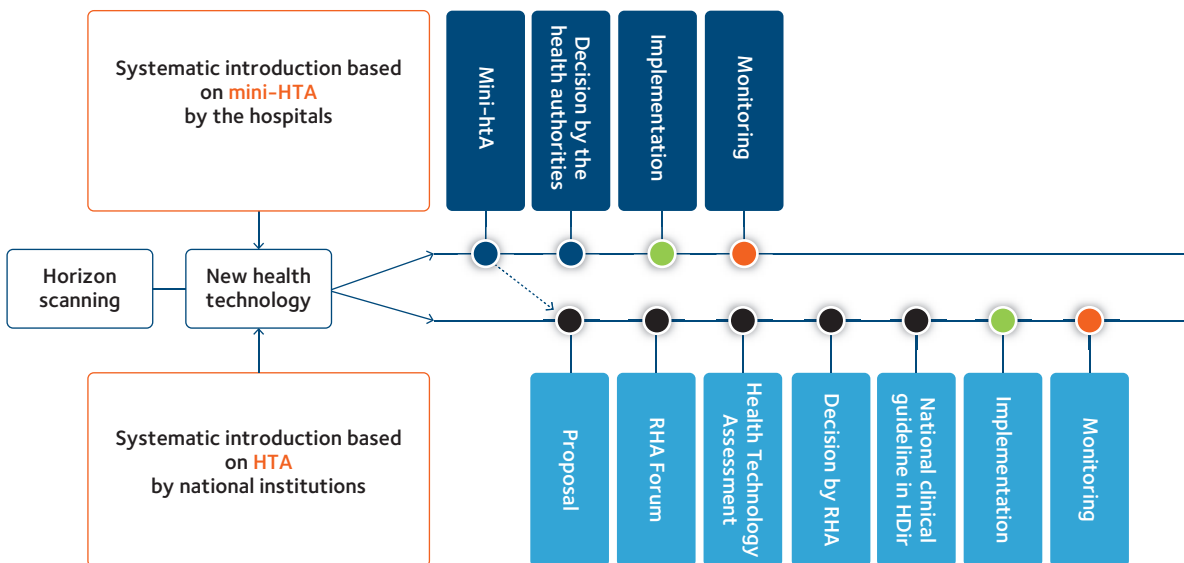 Systematic introduction based
on mini-HTA
by the hospitals
Mini-htA
Decision by the
health authorities
Implementation
Monitoring
Horizon
scanning
New health
technology
Systematic introduction based
on HTA
by national institutions
Proposal
RHA Forum
Health Technology
Assessment
Decision by RHA
National clinical
guideline in HDir
Implementation
Monitoring